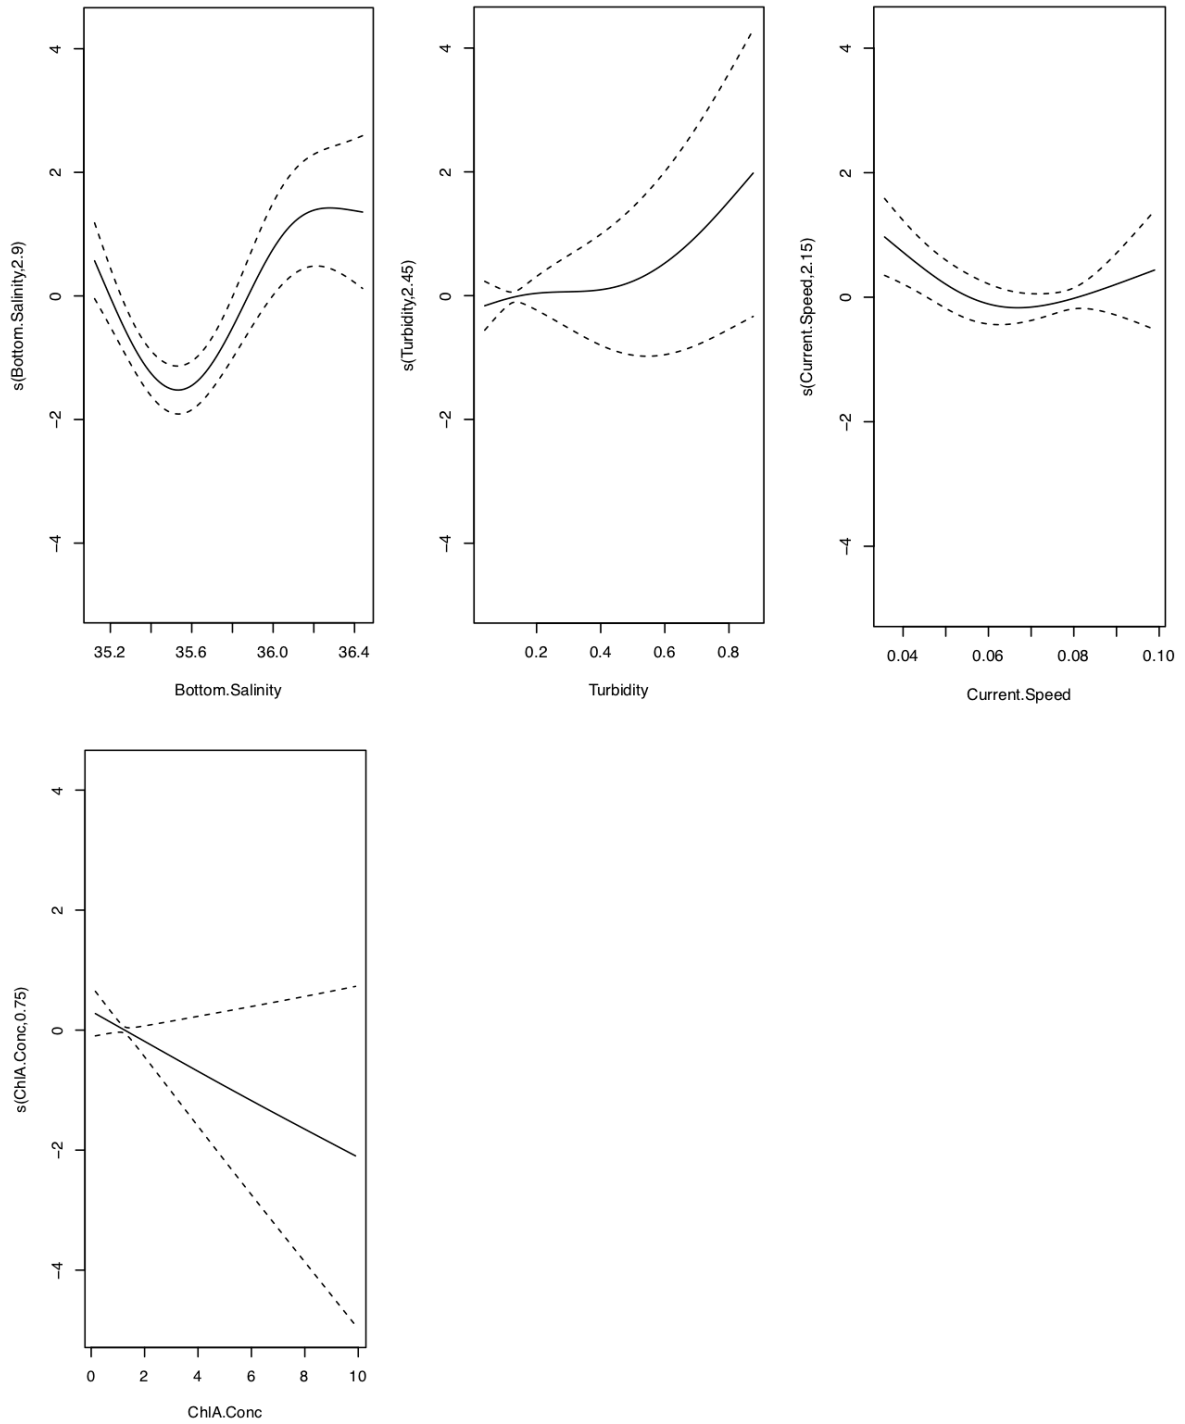 s(Bottom.Salinity,2.9)
4
2
0
−2
−4
35.2 35.6 36.0 36.4
Bottom.Salinity
s(Turbidity,2.45)
4
2
0
−2
−4
0.2 0.4 0.6 0.8
Turbidity
s(Current.Speed,2.15)
4
2
0
−2
−4
0.04 0.06 0.08 0.10
Current.Speed
s(ChlA.Conc,0.75)
4
2
0
−2
−4
0 2 4 6 8 10
ChlA.Conc